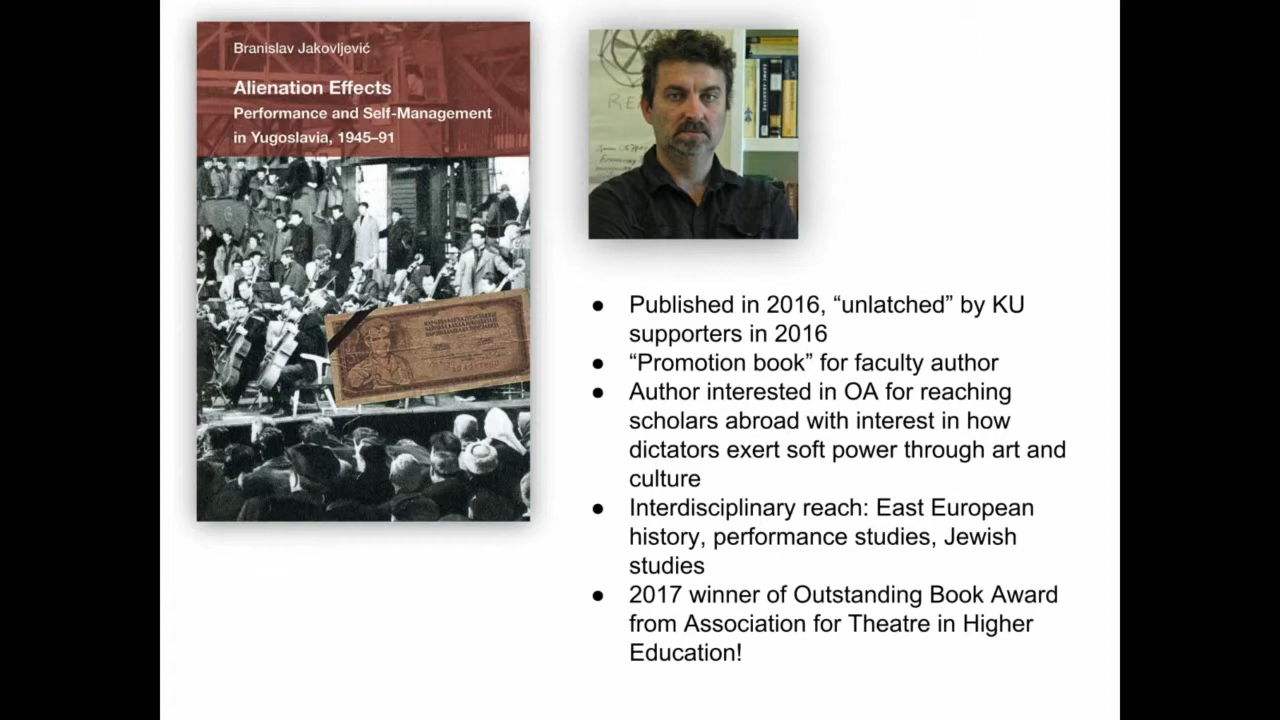 Branislav Jakovljević
Alienation Effects
Performance and Self-Management
in Yugoslavia, 1945–91
● Published in 2016, “unlatched” by KU
supporters in 2016
● “Promotion book” for faculty author
● Author interested in OA for reaching
scholars abroad with interest in how
dictators exert soft power through art and
culture
● Interdisciplinary reach: East European
history, performance studies, Jewish
studies
● 2017 winner of Outstanding Book Award
from Association for Theatre in Higher
Education!